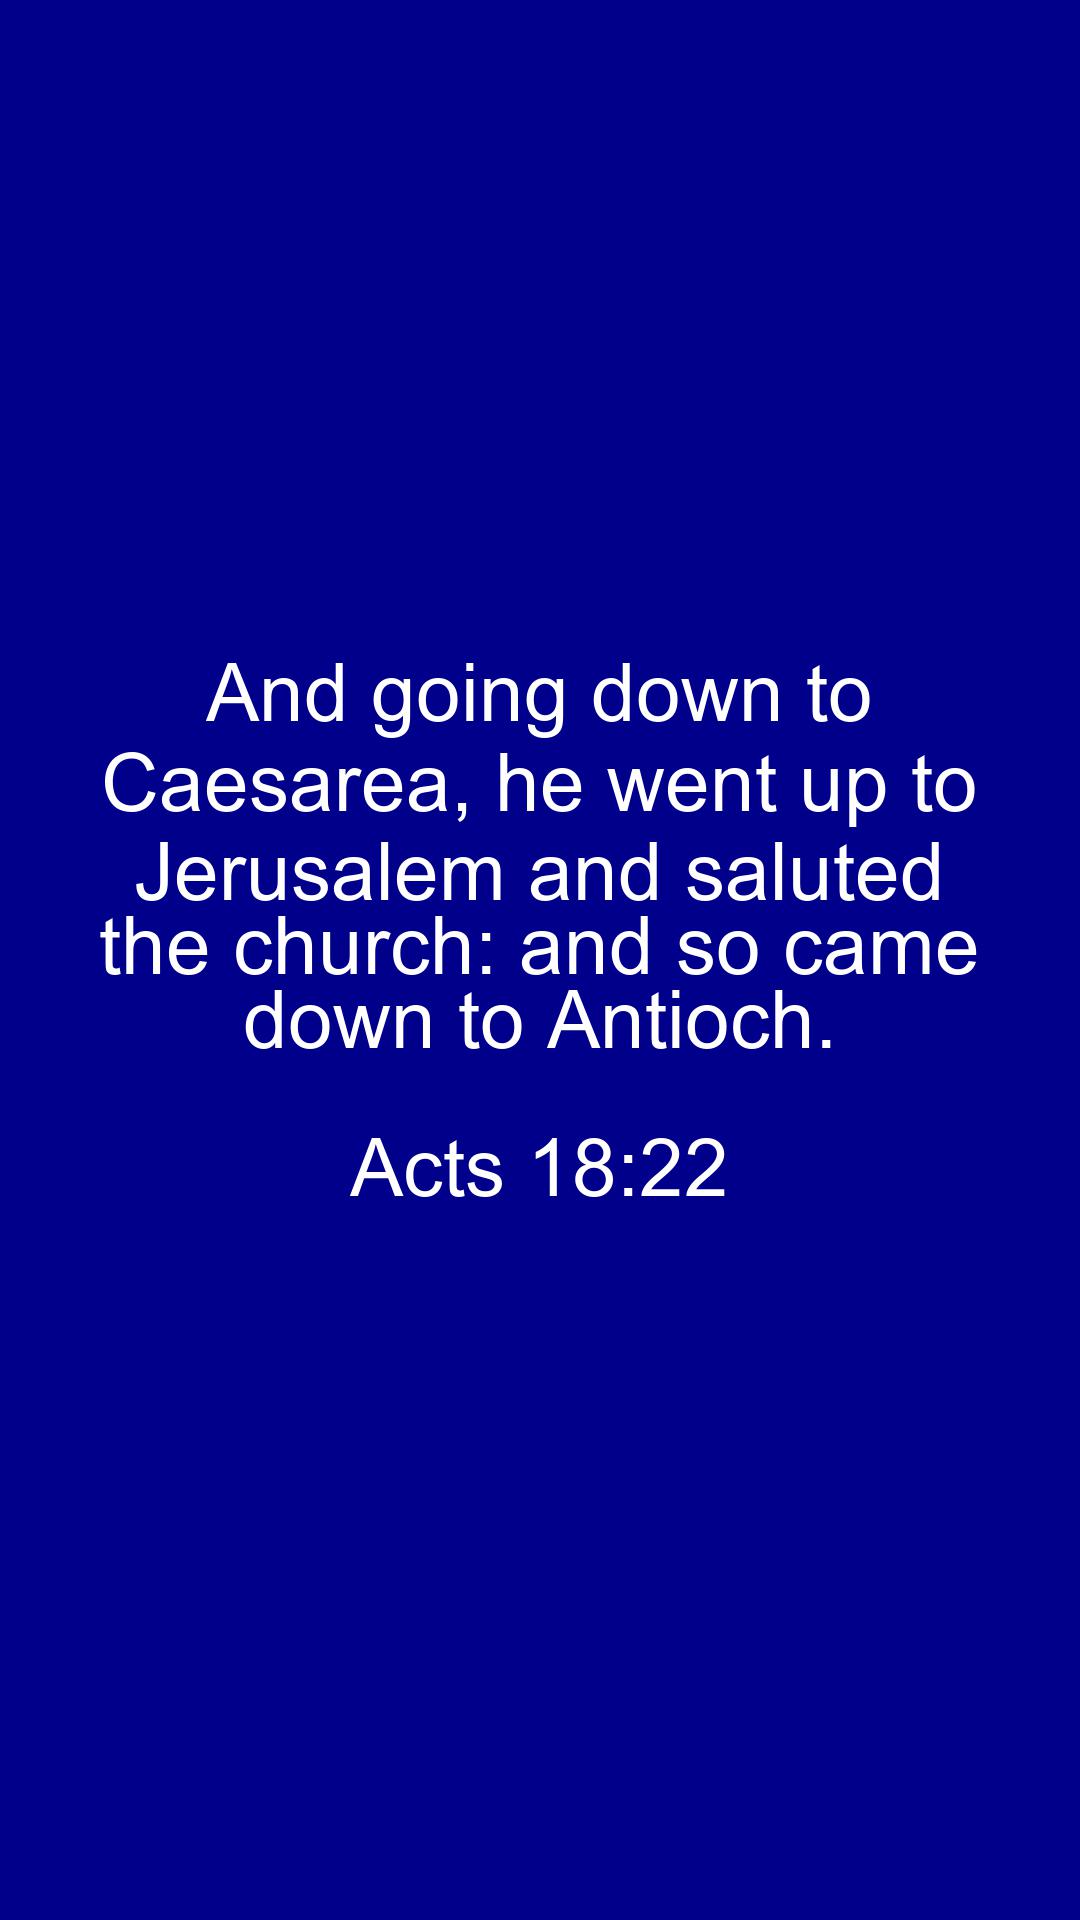 And going down to
Caesarea, he went up to
Jerusalem and saluted
the church: and so came
down to Antioch.
Acts 18:22